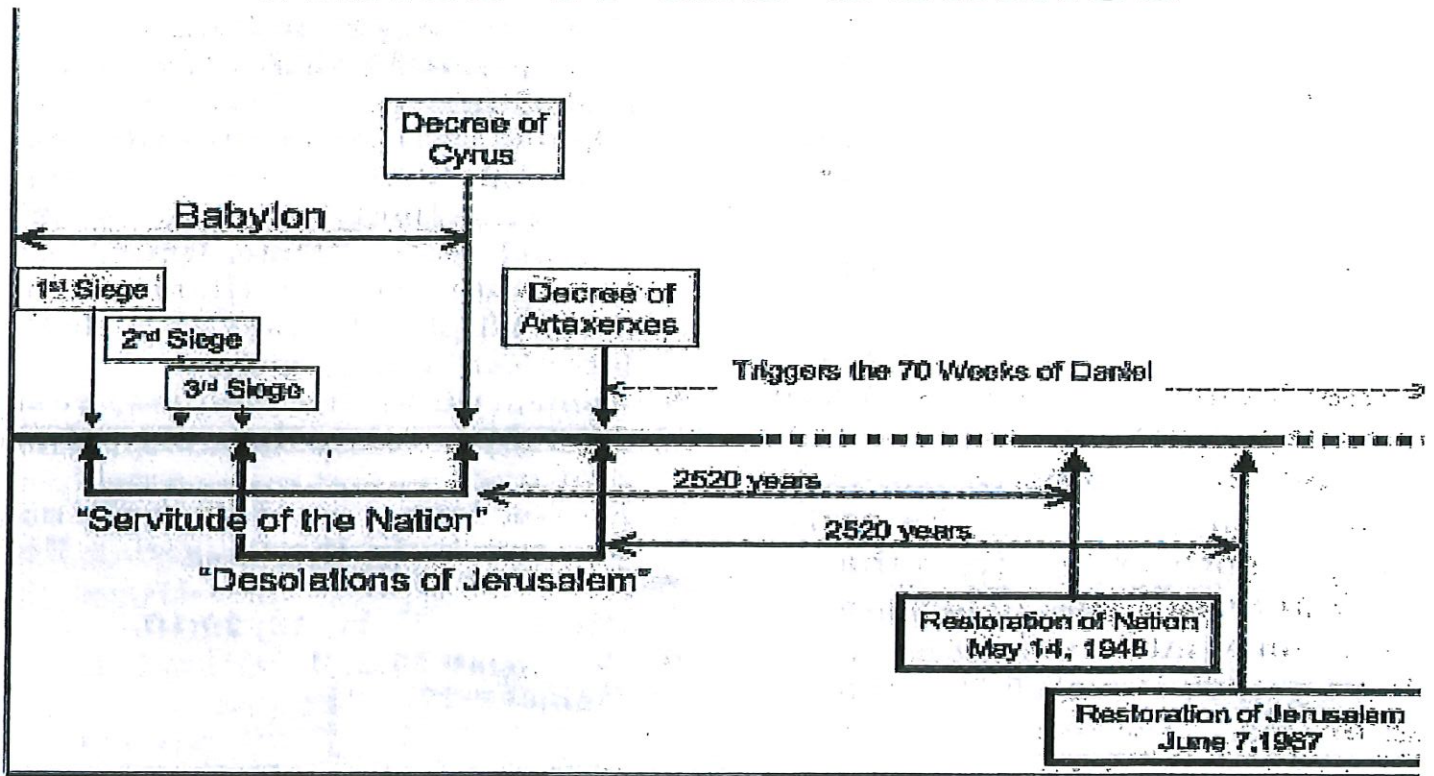 Decree of
Cyrus
Babylon
1st Siege
2nd Siege
3rd Siege
Decree of
Artaxerxes
Triggers the 70 Weeks of Daniel
2520 years
"Servitude of the Nation"
2520 years
"Desolations of Jerusalem"
Restoration of Nation
May 14, 1948
Restoration of Jerusalem
June 7,1967